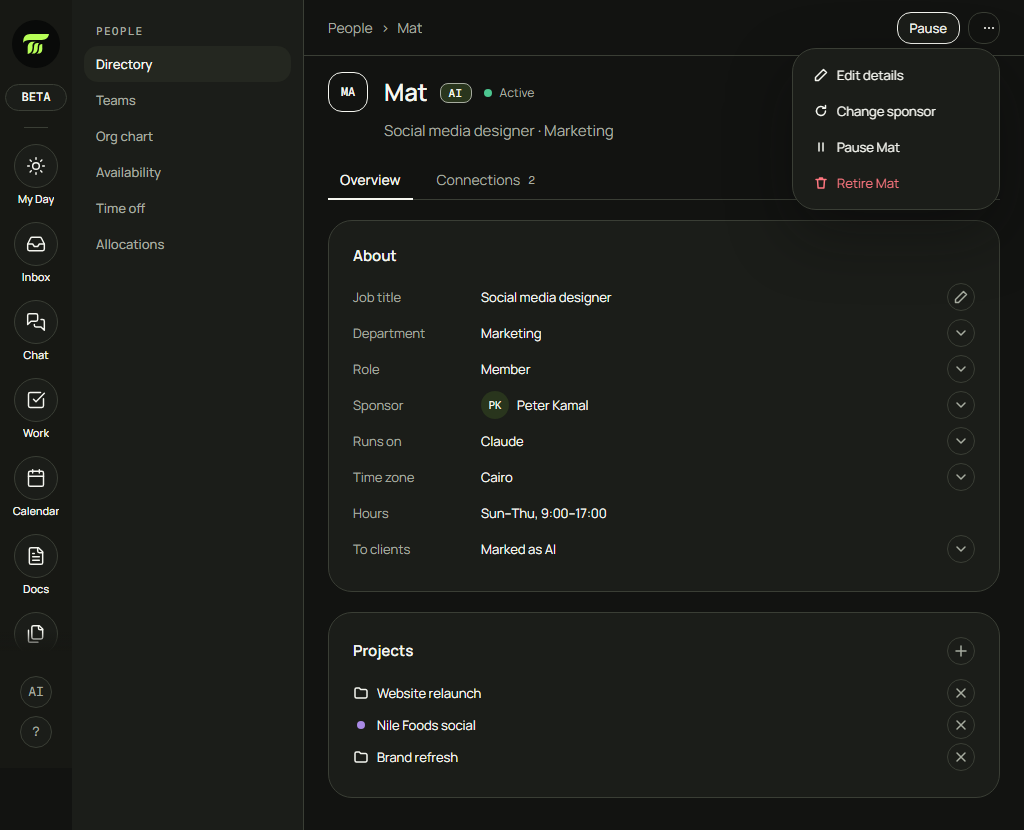 BETA
My Day
Inbox
Chat
Work
Calendar
Docs
AI
?
PEOPLE
Directory
Teams
Org chart
Availability
Time off
Allocations
People › Mat
Pause
MA
Mat
AI
Active
Social media designer · Marketing
Edit details
Change sponsor
Pause Mat
Retire Mat
Overview
Connections 2
About
Job title Social media designer
Department Marketing
Role Member
Sponsor PK Peter Kamal
Runs on Claude
Time zone Cairo
Hours Sun–Thu, 9:00–17:00
To clients Marked as AI
Projects
Website relaunch
Nile Foods social
Brand refresh